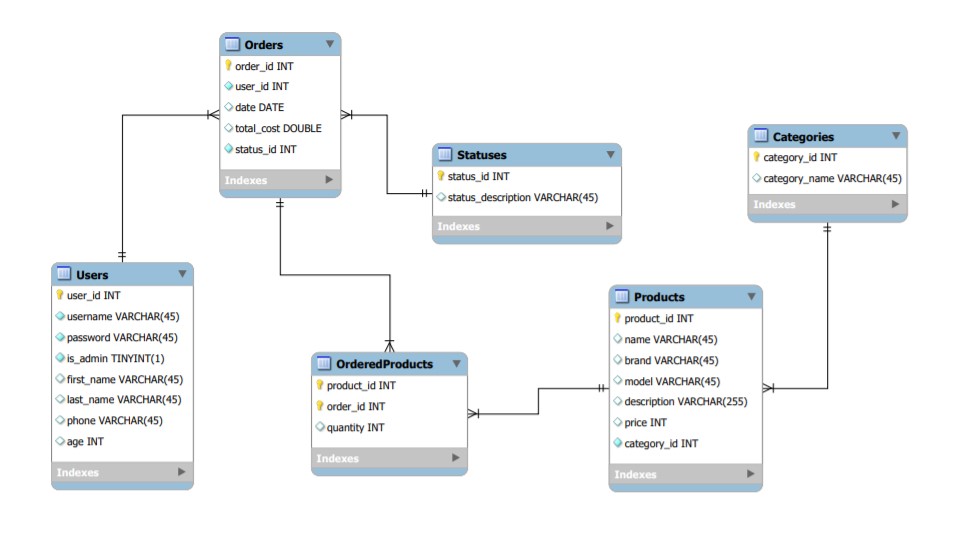 Orders
order_id INT
user_id INT
date DATE
total_cost DOUBLE
status_id INT
Indexes
Statuses
status_id INT
status_description VARCHAR(45)
Indexes
Categories
category_id INT
category_name VARCHAR(45)
Indexes
Users
user_id INT
username VARCHAR(45)
password VARCHAR(45)
is_admin TINYINT(1)
first_name VARCHAR(45)
last_name VARCHAR(45)
phone VARCHAR(45)
age INT
Indexes
OrderedProducts
product_id INT
order_id INT
quantity INT
Indexes
Products
product_id INT
name VARCHAR(45)
brand VARCHAR(45)
model VARCHAR(45)
description VARCHAR(255)
price INT
category_id INT
Indexes